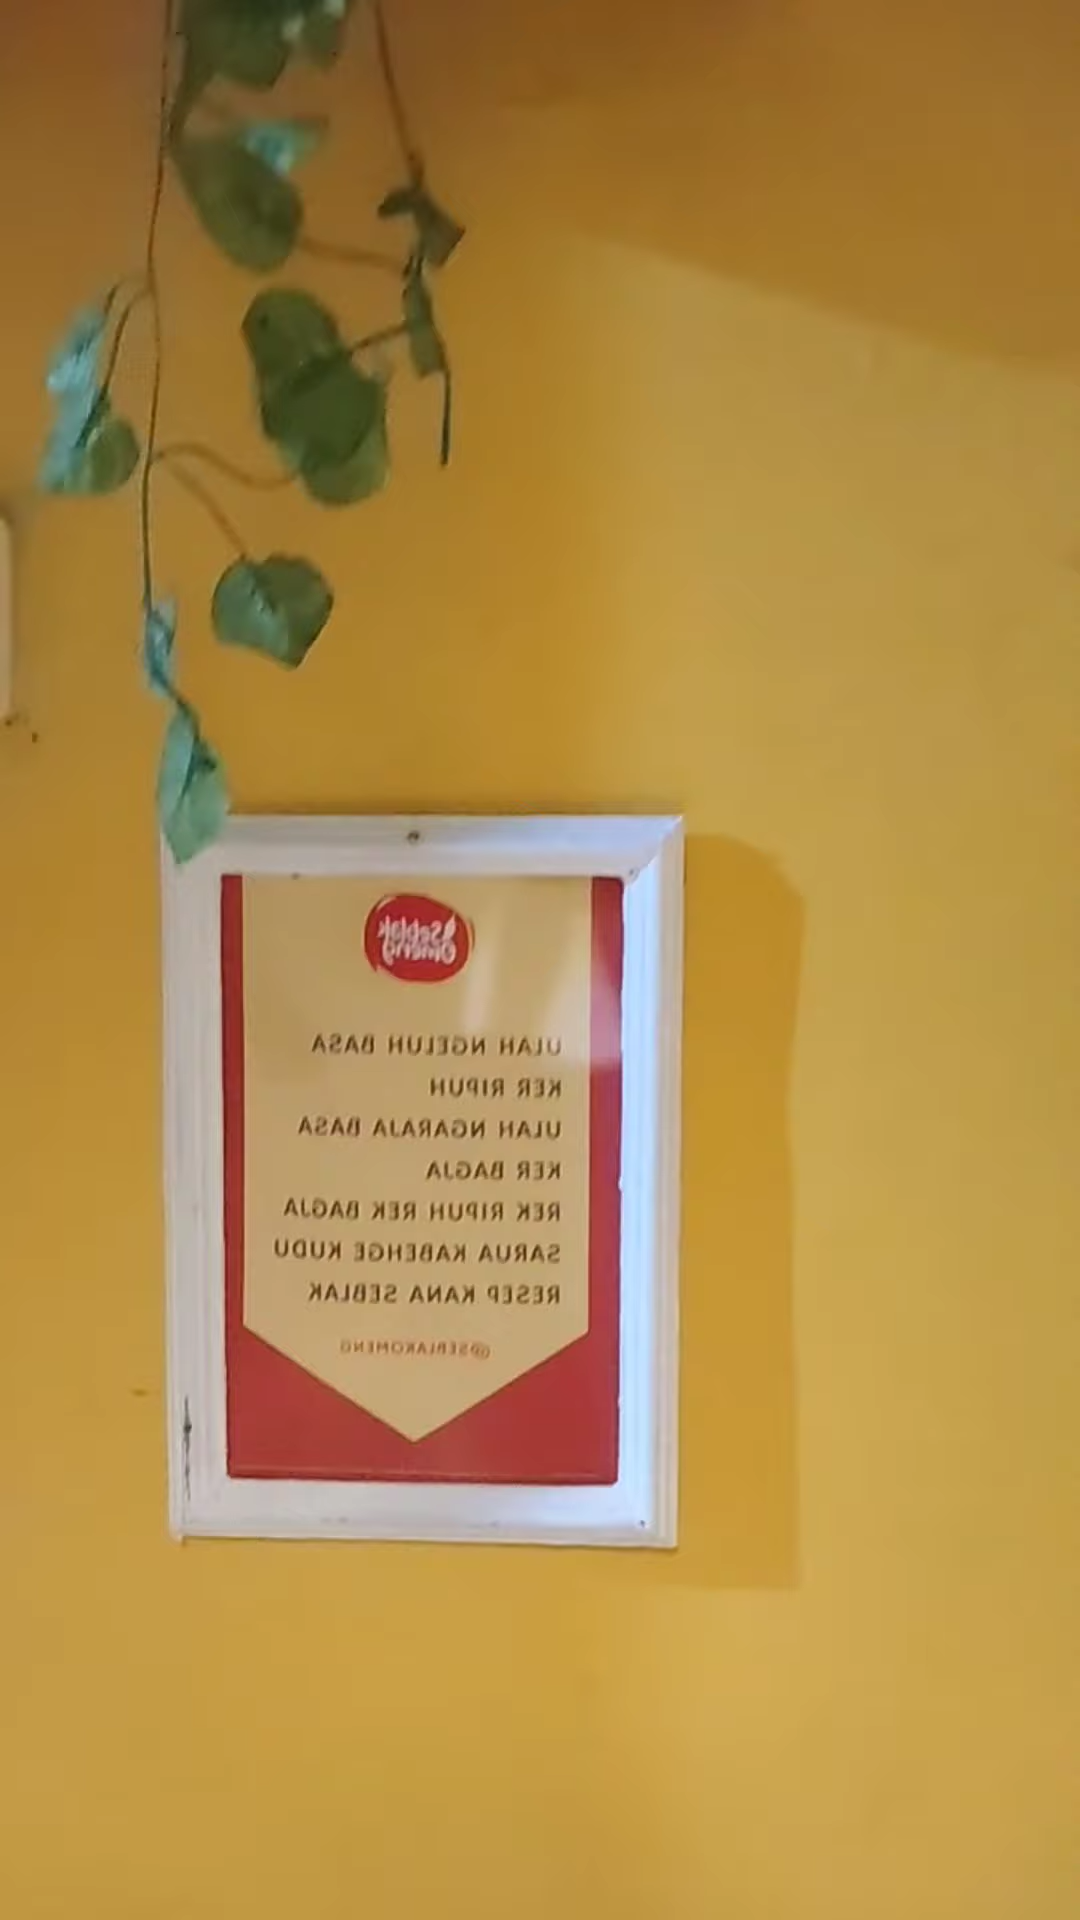 Seblak
Omeng
ULAH NGELUH BASA
KER RIPUH
ULAH NGARAJA BASA
KER BAGJA
REK RIPUH REK BAGJA
SARUA KABEHGE KUDU
RESEP KANA SEBLAK
@SEBLAKOMENG